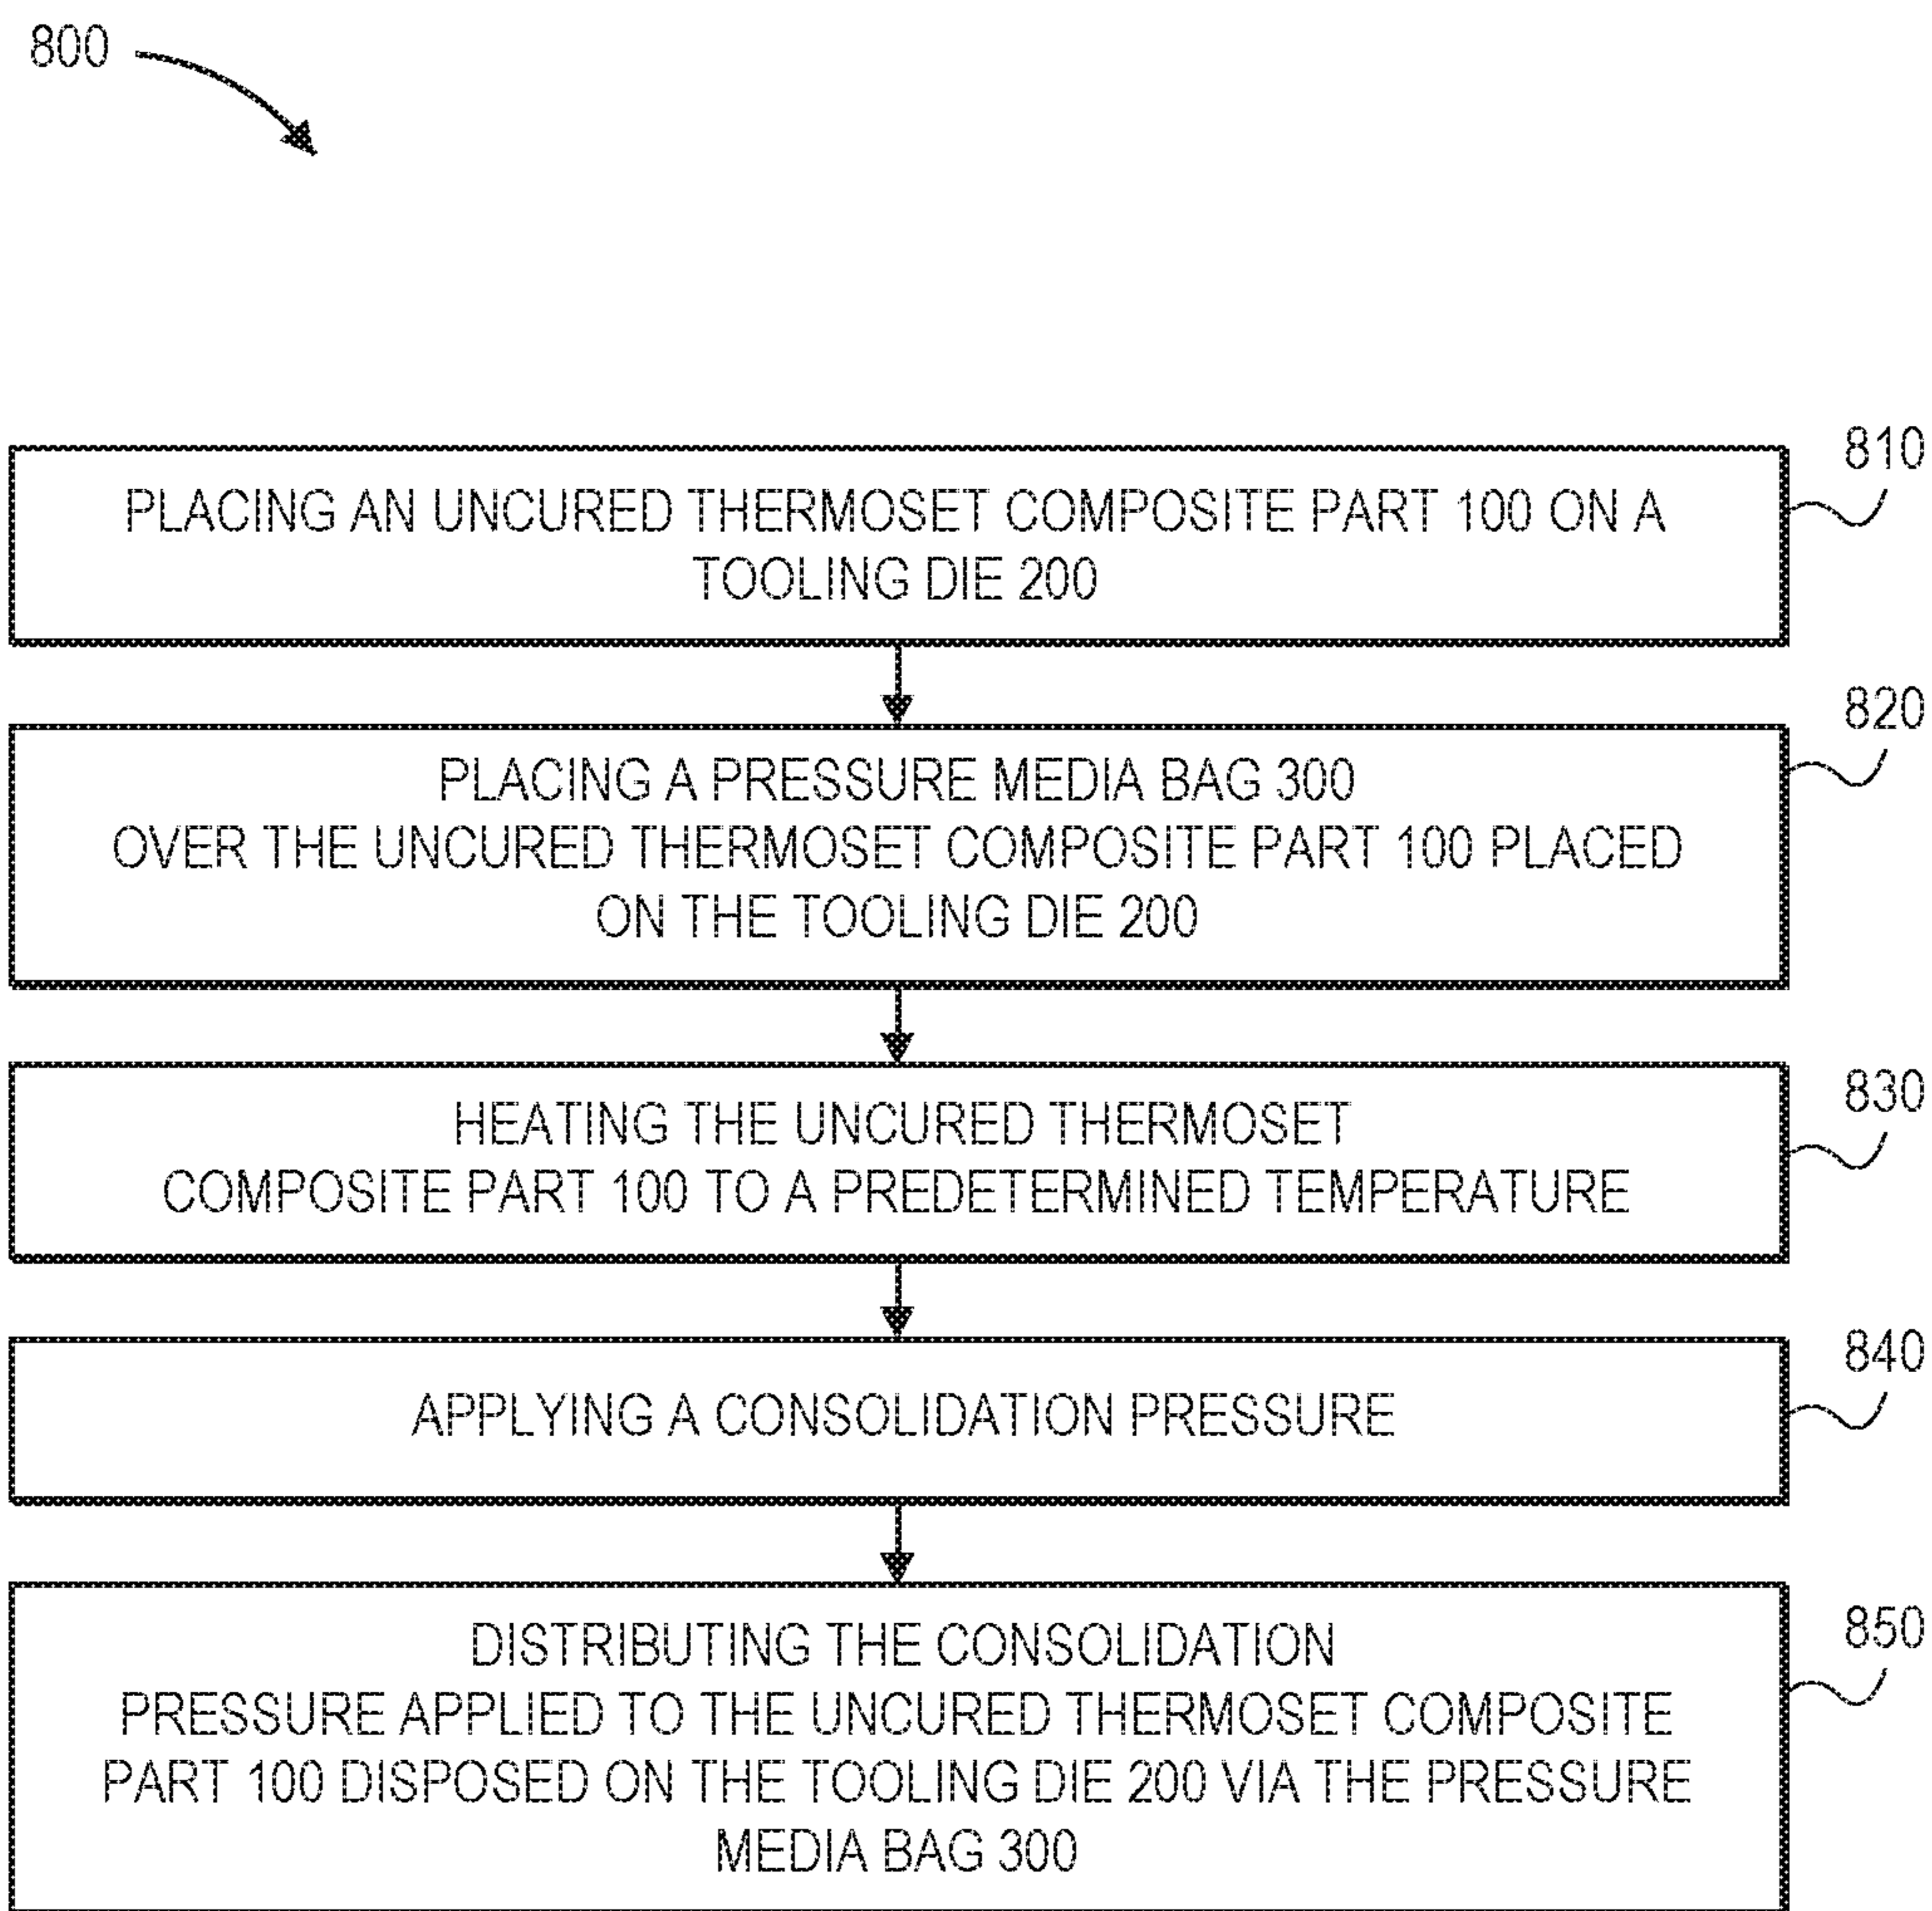 800
810
PLACING AN UNCURED THERMOSET COMPOSITE PART 100 ON A
TOOLING DIE 200
820
PLACING A PRESSURE MEDIA BAG 300
OVER THE UNCURED THERMOSET COMPOSITE PART 100 PLACED
ON THE TOOLING DIE 200
830
HEATING THE UNCURED THERMOSET
COMPOSITE PART 100 TO A PREDETERMINED TEMPERATURE
840
APPLYING A CONSOLIDATION PRESSURE
850
DISTRIBUTING THE CONSOLIDATION
PRESSURE APPLIED TO THE UNCURED THERMOSET COMPOSITE
PART 100 DISPOSED ON THE TOOLING DIE 200 VIA THE PRESSURE
MEDIA BAG 300